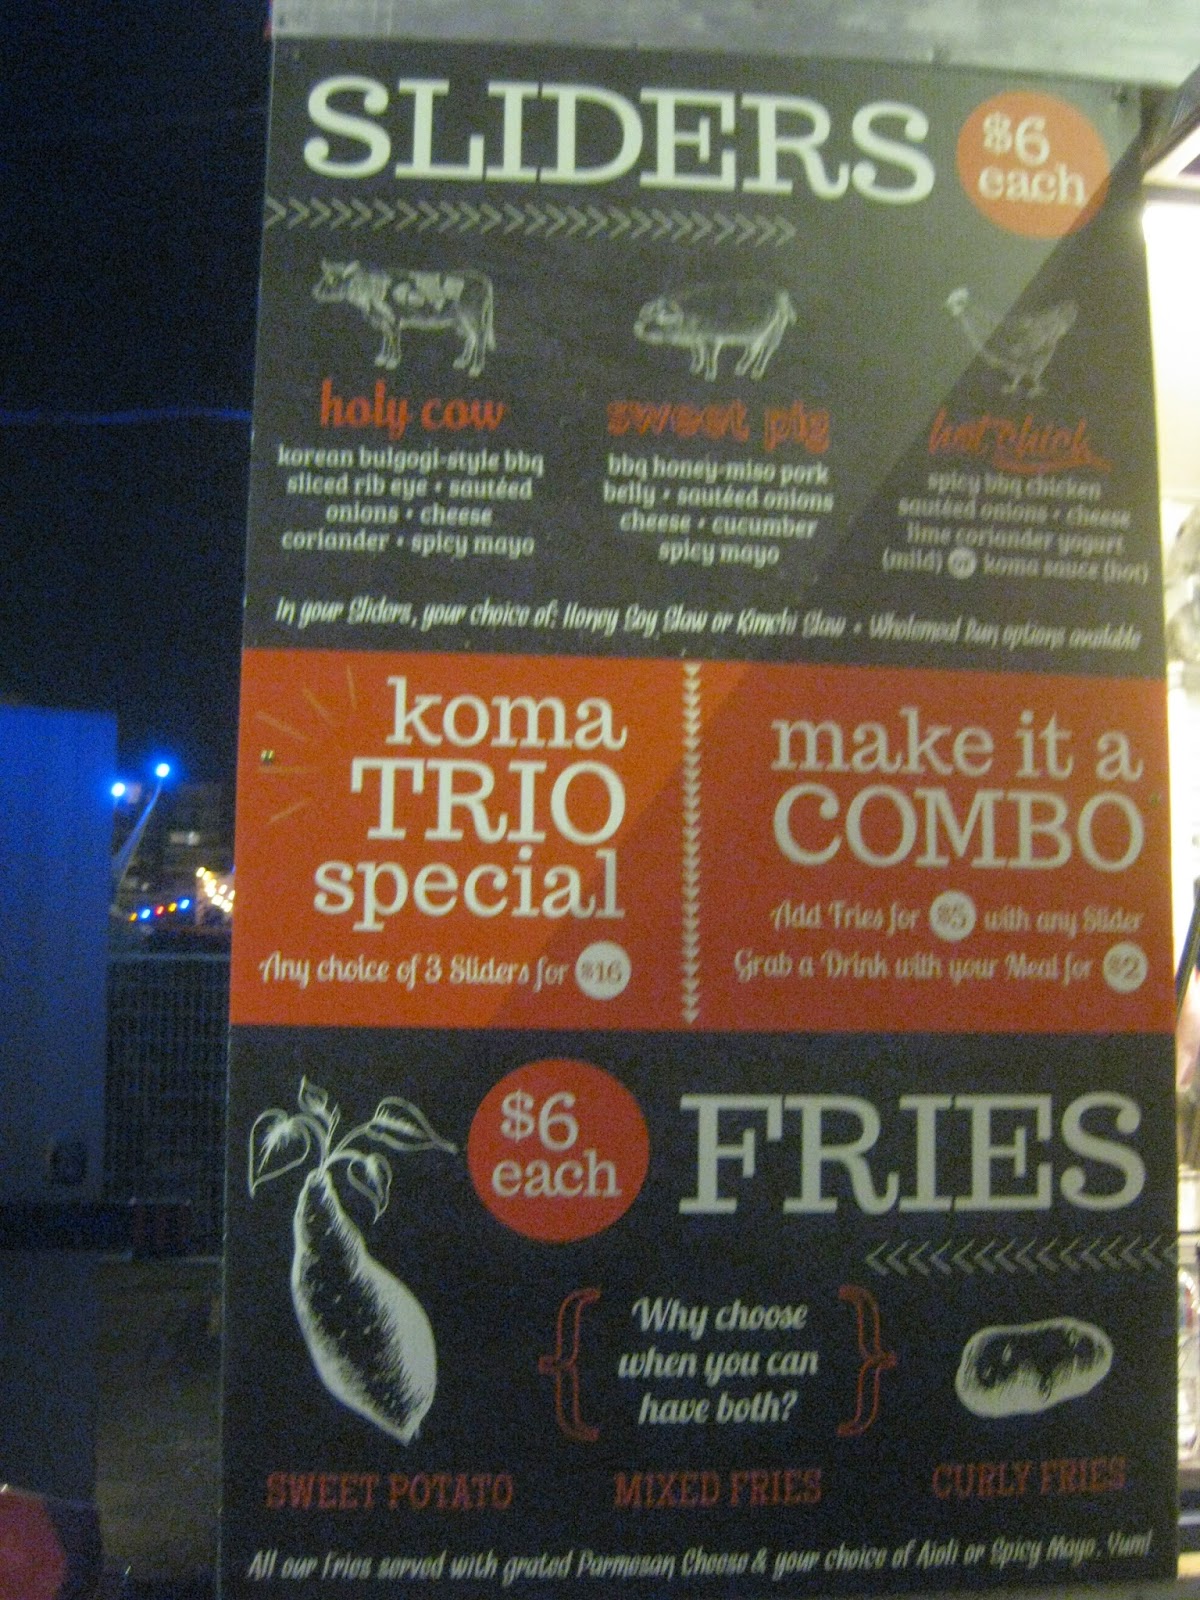 SLIDERS
$6
each
holy cow
korean bulgogi-style bbq
sliced rib eye • sautéed
onions • cheese
coriander • spicy mayo
sweet pig
bbq honey-miso pork
belly • sautéed onions
cheese • cucumber
spicy mayo
hot chick
spicy bbq chicken
sautéed onions • cheese
lime coriander yogurt
(mild) or koma sauce (hot)
In your Sliders, your choice of: Honey Soy Slaw or Kimchi Slaw • Wholemeal Bun options available
koma
TRIO
special
Any choice of 3 Sliders for $16
make it a
COMBO
Add Fries for $5 with any Slider
Grab a Drink with your Meal for $2
$6
each
FRIES
Why choose
when you can
have both?
SWEET POTATO
MIXED FRIES
CURLY FRIES
All our Fries served with grated Parmesan Cheese & your choice of Aioli or Spicy Mayo. Yum!